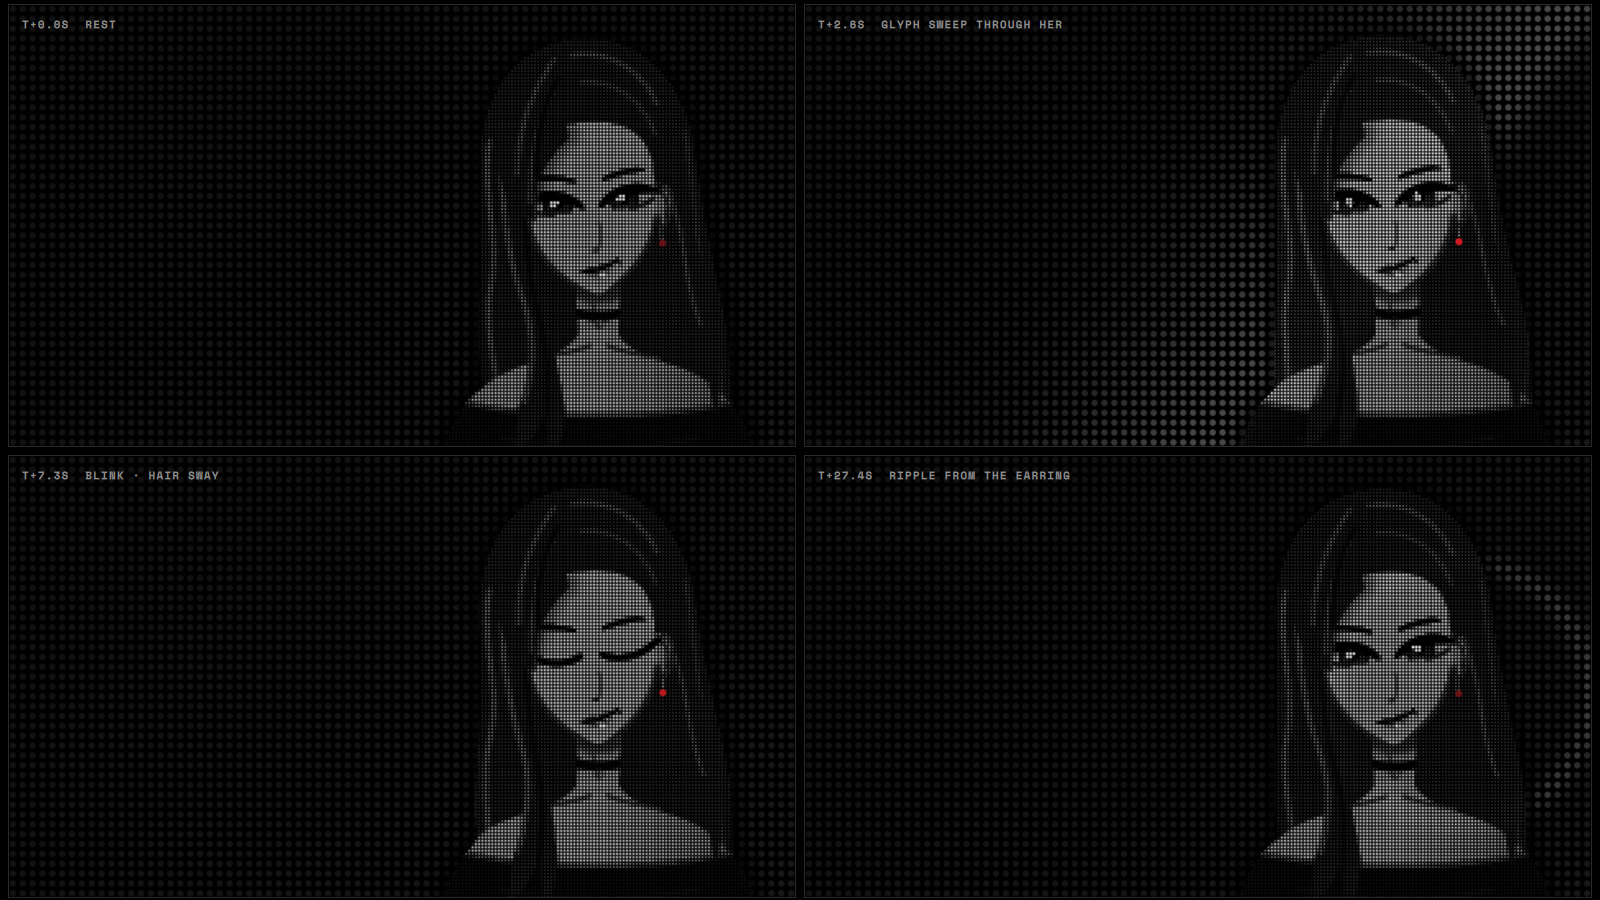 T+0.0S  REST
T+2.6S  GLYPH SWEEP THROUGH HER
T+7.3S  BLINK · HAIR SWAY
T+27.4S  RIPPLE FROM THE EARRING